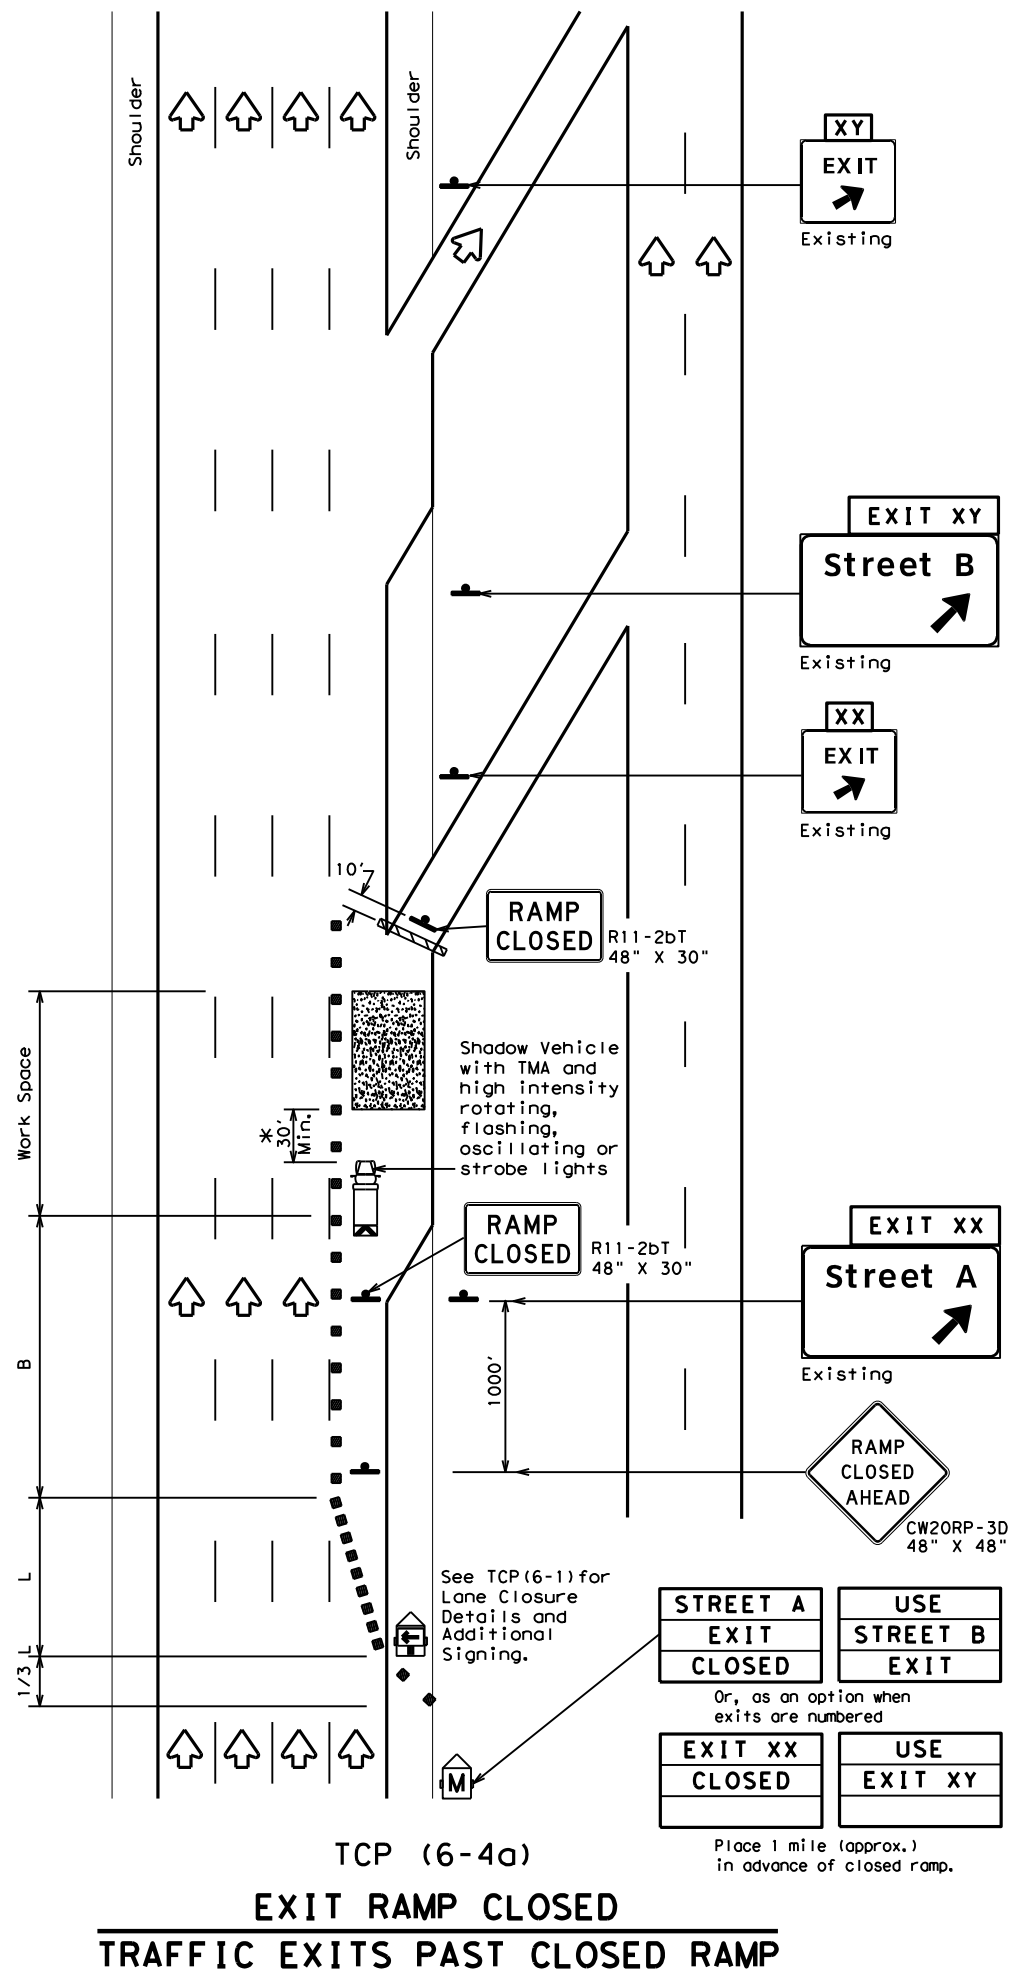 Shoulder
Shoulder
XY
EXIT
Existing
EXIT XY
Street B
Existing
XX
EXIT
Existing
10'
RAMP
CLOSED
R11-2bT
48" X 30"
Work Space
Shadow Vehicle
with TMA and
high intensity
rotating,
flashing,
oscillating or
strobe lights
*
30'
Min.
RAMP
CLOSED
R11-2bT
48" X 30"
EXIT XX
Street A
Existing
B
1000'
RAMP
CLOSED
AHEAD
CW20RP-3D
48" X 48"
L
See TCP(6-1)for
Lane Closure
Details and
Additional
Signing.
1/3 L
STREET A
EXIT
CLOSED
USE
STREET B
EXIT
Or, as an option when
exits are numbered
EXIT XX
CLOSED
USE
EXIT XY
M
Place 1 mile (approx.)
in advance of closed ramp.
TCP (6-4a)
EXIT RAMP CLOSED
TRAFFIC EXITS PAST CLOSED RAMP